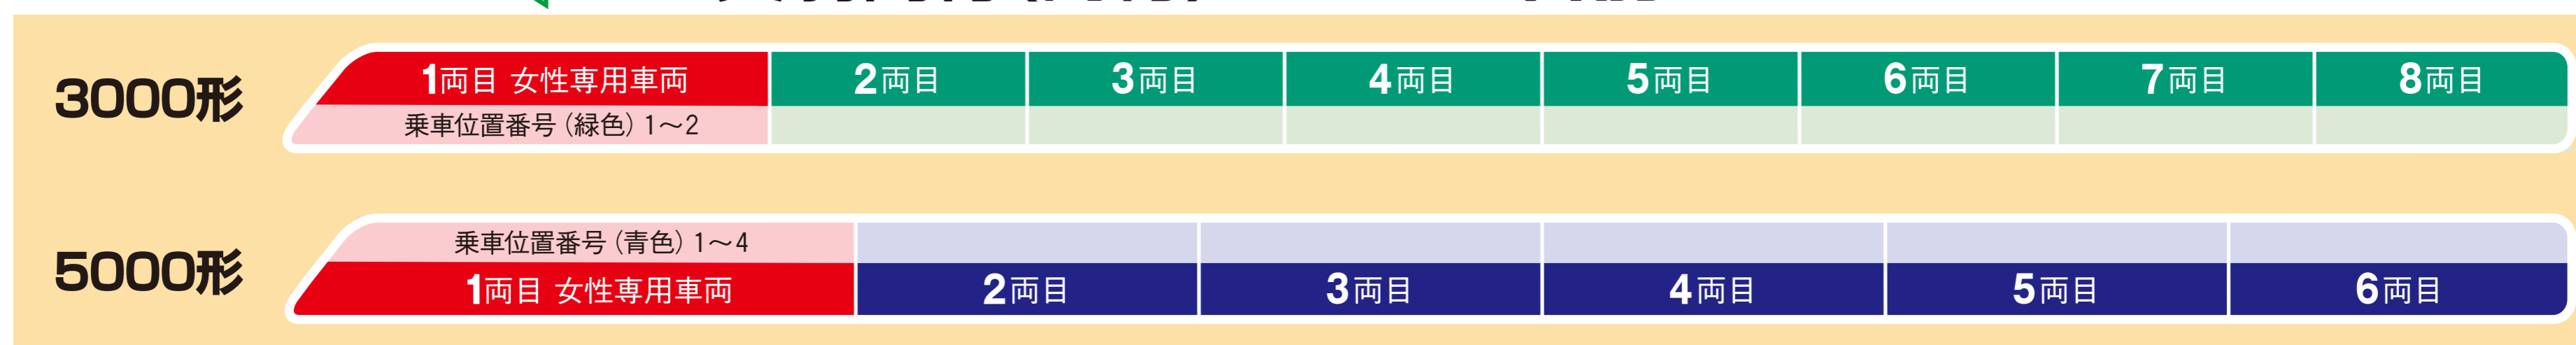 3000形
1両目 女性専用車両 2両目 3両目 4両目 5両目 6両目 7両目 8両目
乗車位置番号（緑色）1～2
5000形
乗車位置番号（青色）1～4
1両目 女性専用車両 2両目 3両目 4両目 5両目 6両目